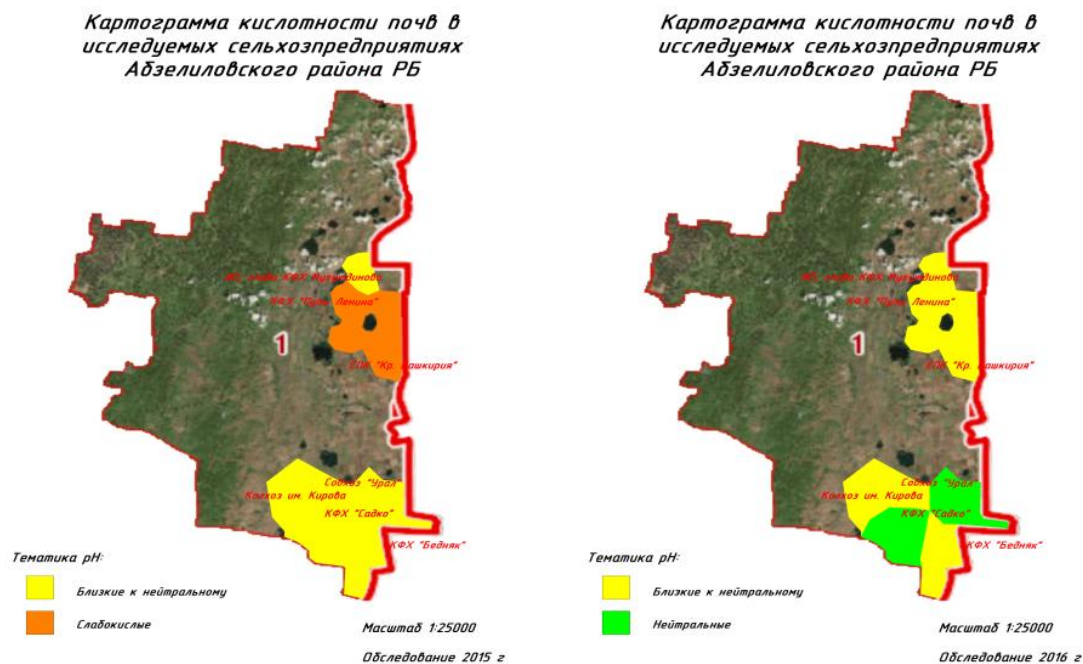 Картограмма кислотности почв в
исследуемых сельхозпредприятиях
Абзелиловского района РБ
КФХ
КФХ "Путь Ленина"
1
СПК "Кр. Башкирия"
Совхоз "Урал"
Колхоз им. Кирова
КФХ "Садко"
КФХ "Бедняк"
Тематика pH:
Близкие к нейтральному
Слабокислые
Масштаб 1:25000
Обследование 2015 г
Картограмма кислотности почв в
исследуемых сельхозпредприятиях
Абзелиловского района РБ
КФХ
КФХ "Путь Ленина"
1
СПК "Кр. Башкирия"
Совхоз "Урал"
Колхоз им. Кирова
КФХ "Садко"
КФХ "Бедняк"
Тематика pH:
Близкие к нейтральному
Нейтральные
Масштаб 1:25000
Обследование 2016 г